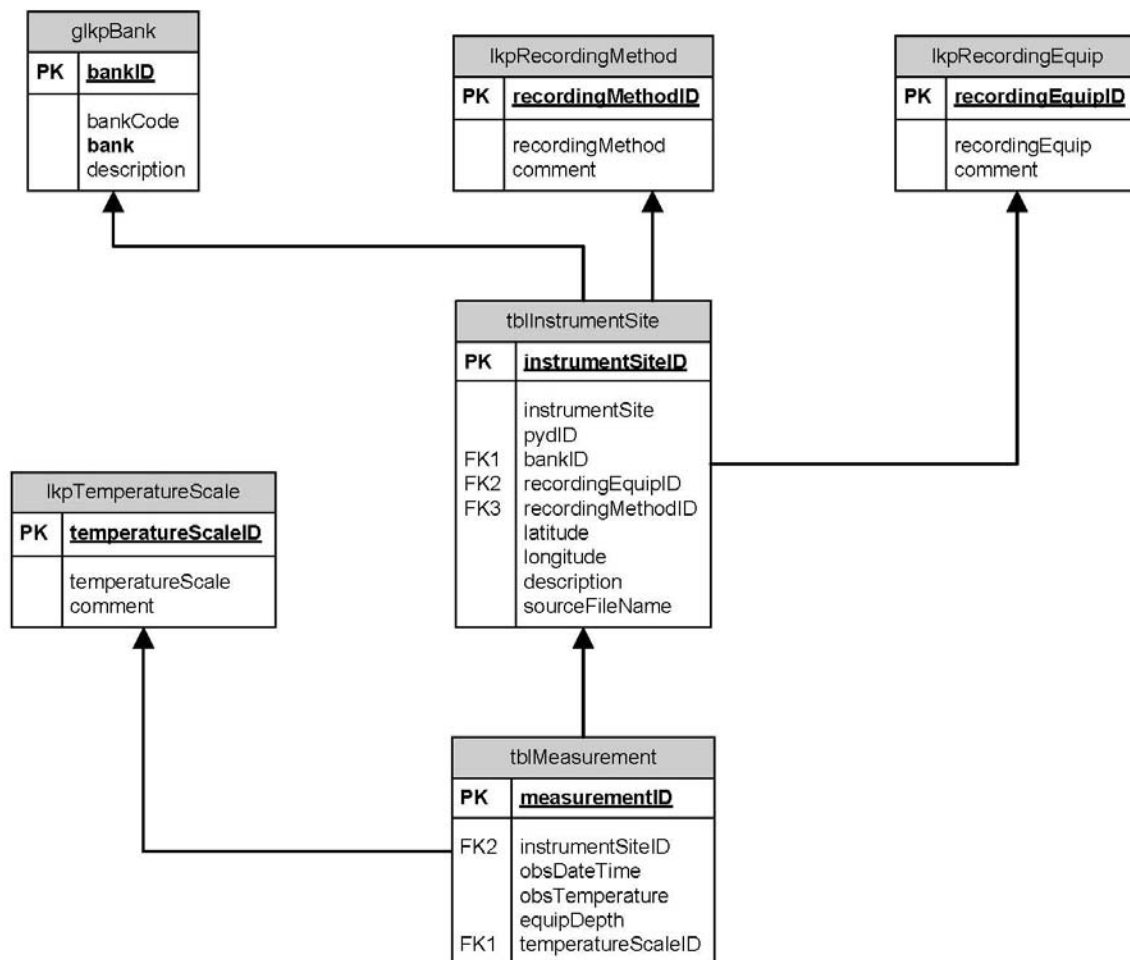 glkpBank
PK bankID
bankCode
bank
description
lkpRecordingMethod
PK recordingMethodID
recordingMethod
comment
lkpRecordingEquip
PK recordingEquipID
recordingEquip
comment
tblInstrumentSite
PK instrumentSiteID
instrumentSite
pydID
FK1 bankID
FK2 recordingEquipID
FK3 recordingMethodID
latitude
longitude
description
sourceFileName
lkpTemperatureScale
PK temperatureScaleID
temperatureScale
comment
tblMeasurement
PK measurementID
FK2 instrumentSiteID
obsDateTime
obsTemperature
equipDepth
FK1 temperatureScaleID